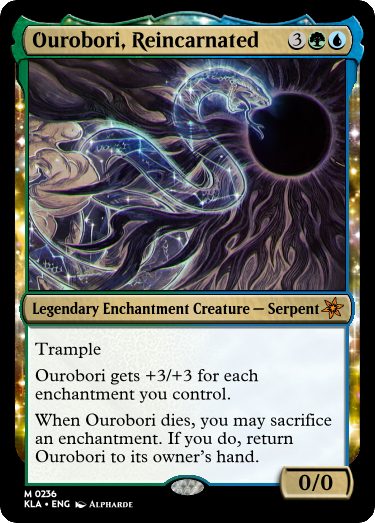 Ourobori, Reincarnated 3
Legendary Enchantment Creature — Serpent
Trample
Ourobori gets +3/+3 for each
enchantment you control.
When Ourobori dies, you may sacrifice
an enchantment. If you do, return
Ourobori to its owner's hand.
0/0
M 0236
KLA • ENG Alpharde